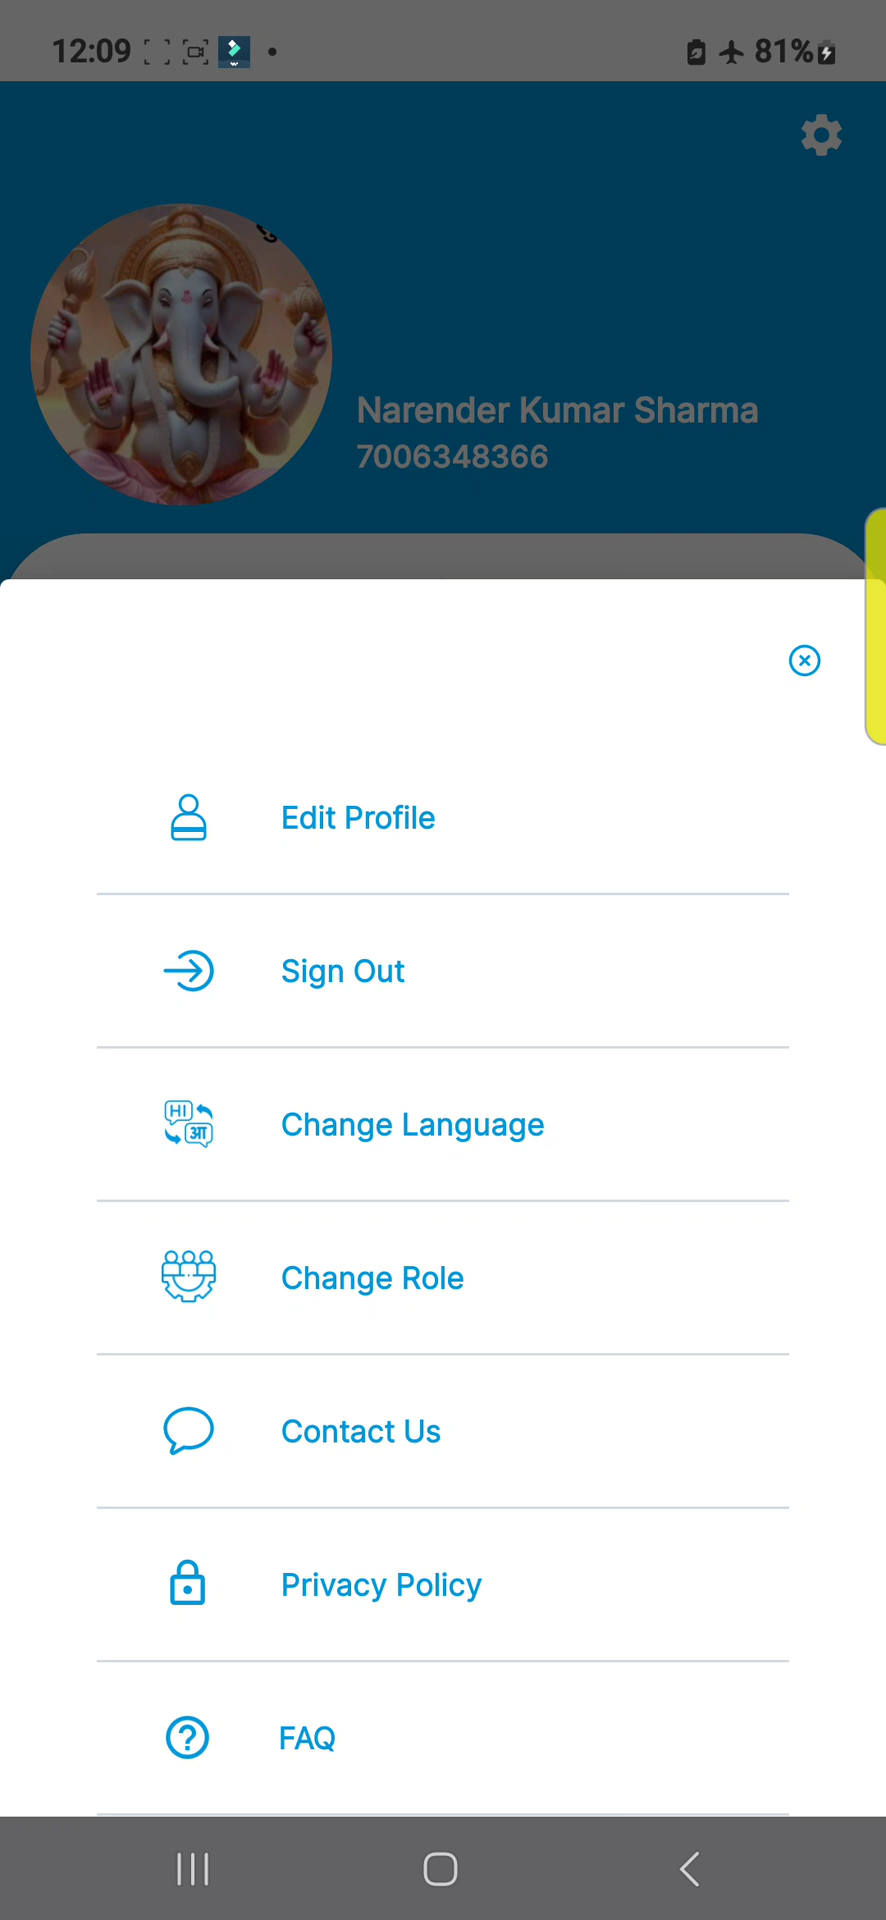 12:09 81%
Narender Kumar Sharma
7006348366
Edit Profile
Sign Out
HI
आ
Change Language
Change Role
Contact Us
Privacy Policy
? FAQ